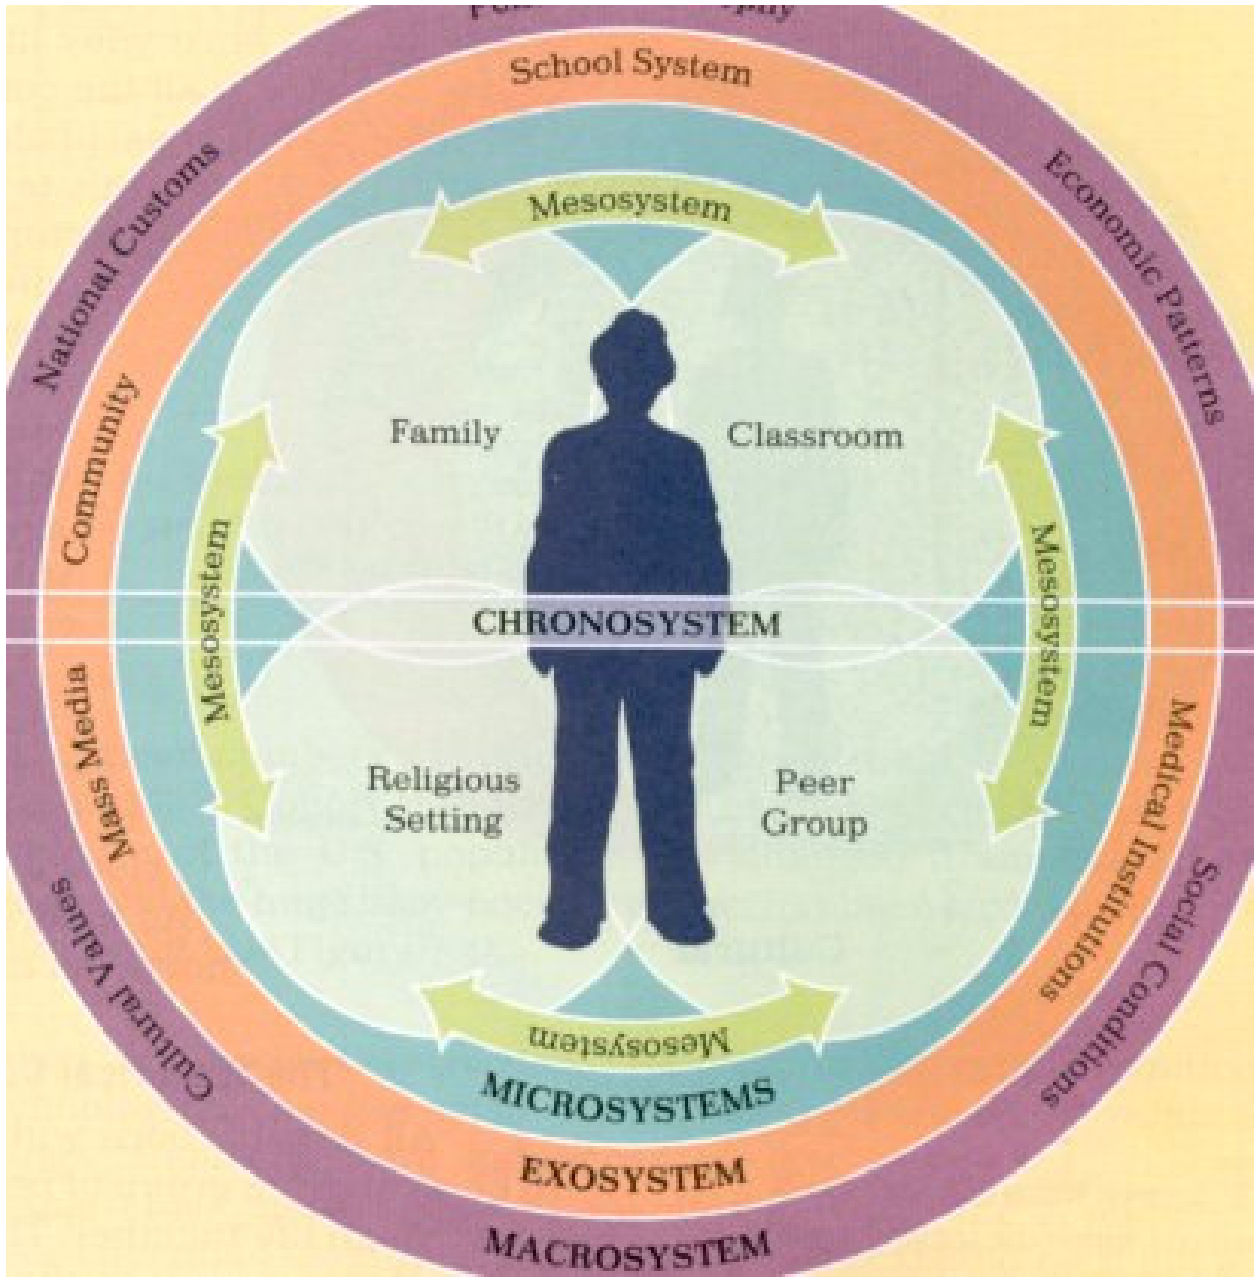 School System
National Customs
Economic Patterns
Mesosystem
Community
Family
Classroom
Mesosystem
Mesosystem
CHRONOSYSTEM
Mass Media
Medical Institutions
Religious
Setting
Peer
Group
Cultural Values
Social Conditions
Mesosystem
MICROSYSTEMS
EXOSYSTEM
MACROSYSTEM